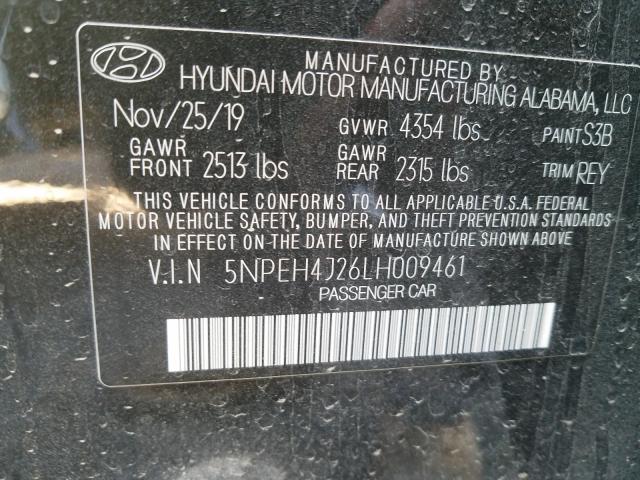 MANUFACTURED BY
HYUNDAI MOTOR MANUFACTURING ALABAMA, LLC
Nov/25/19 GVWR 4354 lbs PAINT S3B
GAWR FRONT 2513 lbs GAWR REAR 2315 lbs TRIM REY
THIS VEHICLE CONFORMS TO ALL APPLICABLE U.S.A. FEDERAL
MOTOR VEHICLE SAFETY, BUMPER, AND THEFT PREVENTION STANDARDS
IN EFFECT ON THE DATE OF MANUFACTURE SHOWN ABOVE
V.I.N 5NPEH4J26LH009461
PASSENGER CAR